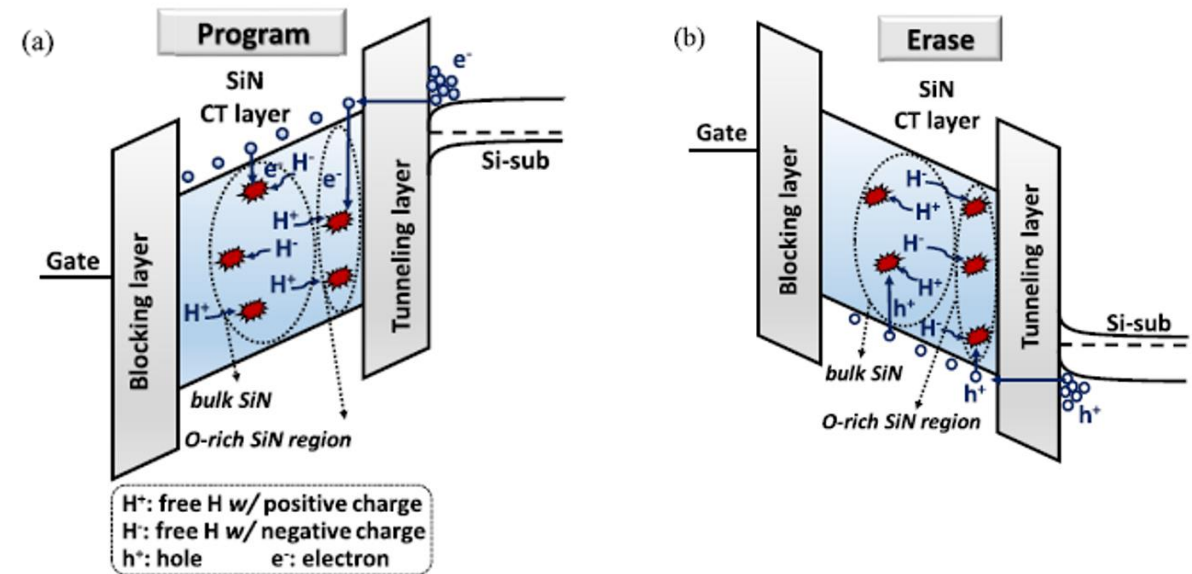 (a)
Program
SiN
CT layer
e⁻
Si-sub
Gate
Blocking layer
Tunneling layer
e⁻
H⁻
e⁻
H⁺
H⁻
H⁺
H⁺
bulk SiN
O-rich SiN region
H⁺: free H w/ positive charge
H⁻: free H w/ negative charge
h⁺: hole e⁻: electron
(b)
Erase
SiN
CT layer
Gate
Blocking layer
Tunneling layer
H⁻
H⁺
H⁻
H⁺
h⁺
H⁻
Si-sub
bulk SiN
h⁺
h⁺
O-rich SiN region